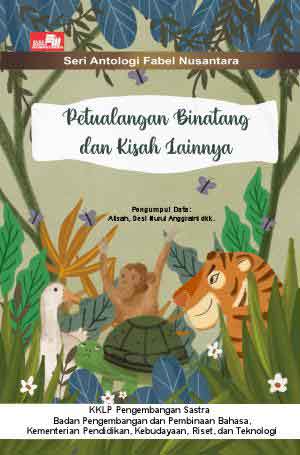 Seri Antologi Fabel Nusantara
Petualangan Binatang
dan Kisah Lainnya
Pengumpul Data:
Alisah, Desi Nurul Anggraini dkk.
KKLP Pengembangan Sastra
Badan Pengembangan dan Pembinaan Bahasa,
Kementerian Pendidikan, Kebudayaan, Riset, dan Teknologi